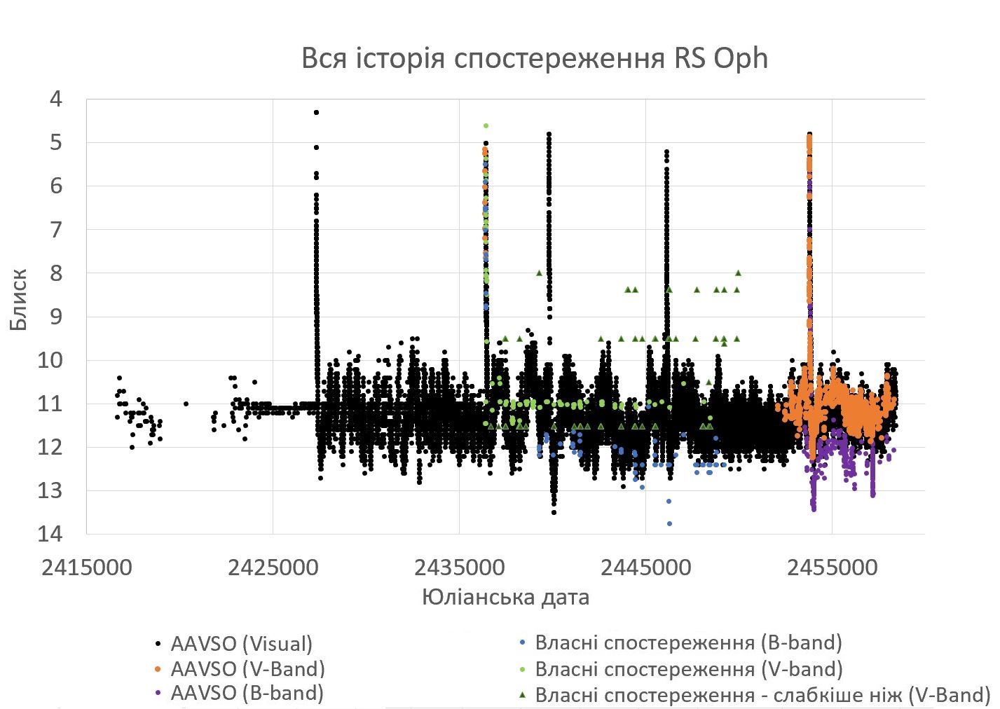 Вся історія спостереження RS Oph
4
5
6
7
8
9
10
11
12
13
14
Блиск
2415000 2425000 2435000 2445000 2455000
Юліанська дата
AAVSO (Visual)
AAVSO (V-Band)
AAVSO (B-band)
Власні спостереження (B-band)
Власні спостереження (V-band)
Власні спостереження - слабкіше ніж (V-Band)